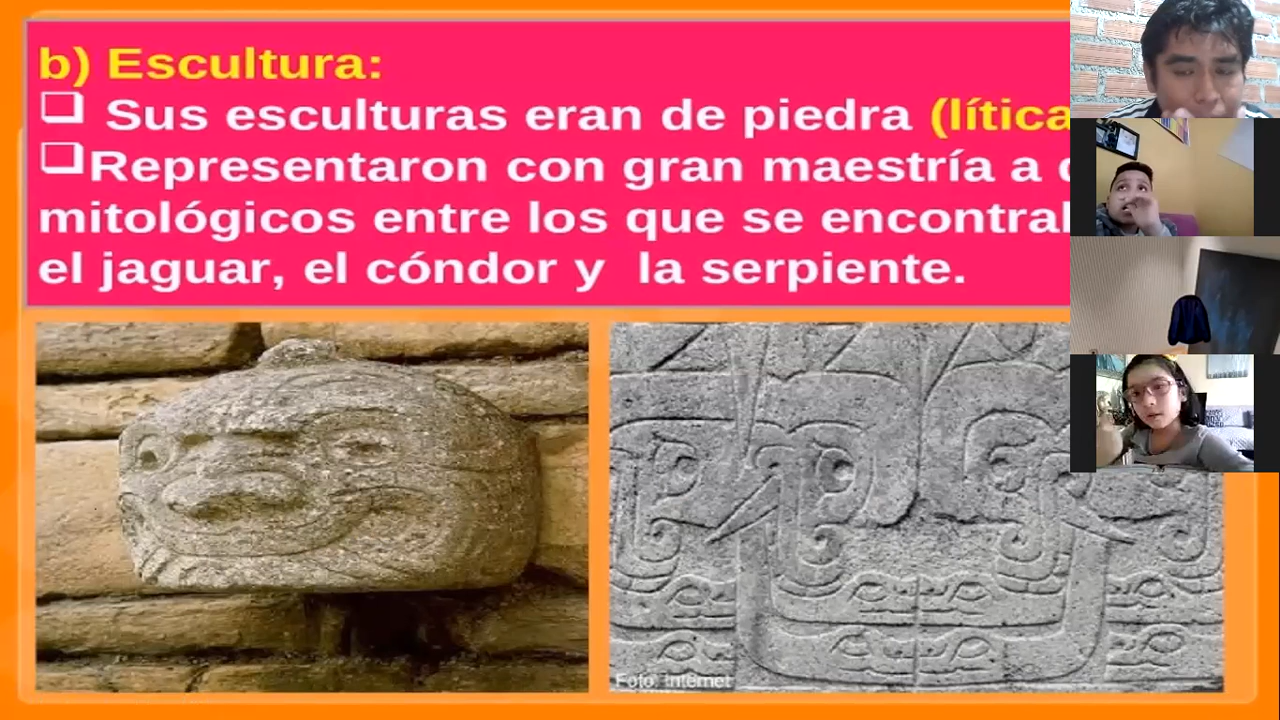 b) Escultura:
Sus esculturas eran de piedra (lítica
Representaron con gran maestría a
mitológicos entre los que se
el jaguar, el cóndor y la serpiente.
Foto: Internet